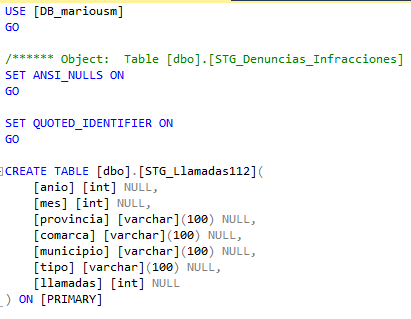 USE [DB_mariousm]
GO
/****** Object:  Table [dbo].[STG_Denuncias_Infracciones]
SET ANSI_NULLS ON
GO
SET QUOTED_IDENTIFIER ON
GO
CREATE TABLE [dbo].[STG_Llamadas112](
    [anio] [int] NULL,
    [mes] [int] NULL,
    [provincia] [varchar](100) NULL,
    [comarca] [varchar](100) NULL,
    [municipio] [varchar](100) NULL,
    [tipo] [varchar](100) NULL,
    [llamadas] [int] NULL
) ON [PRIMARY]